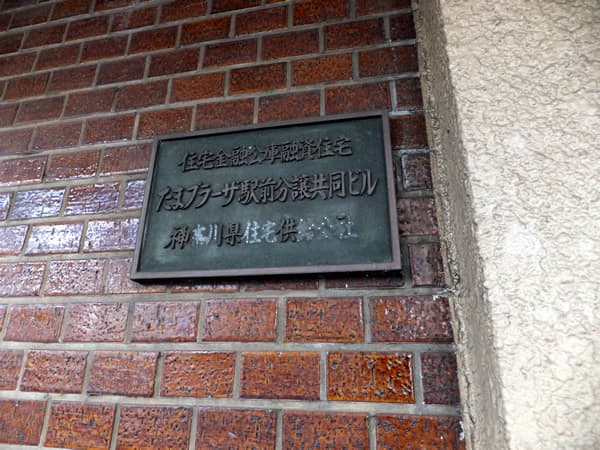 住宅金融公庫融資住宅
たまプラーザ駅前分譲共同ビル
神奈川県住宅供給公社